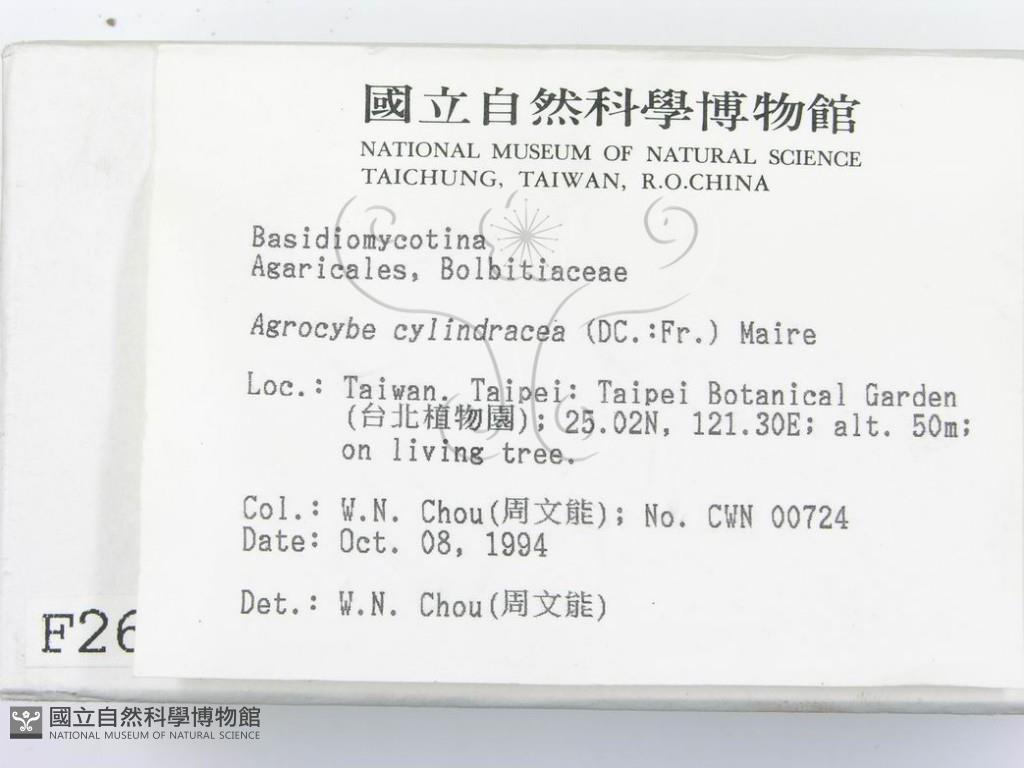 國立自然科學博物館
NATIONAL MUSEUM OF NATURAL SCIENCE
TAICHUNG, TAIWAN, R.O.CHINA
Basidiomycotina
Agaricales, Bolbitiaceae
Agrocybe cylindracea (DC.:Fr.) Maire
Loc.: Taiwan. Taipei: Taipei Botanical Garden
(台北植物園); 25.02N, 121.30E; alt. 50m;
on living tree.
Col.: W.N. Chou(周文能); No. CWN 00724
Date: Oct. 08, 1994
Det.: W.N. Chou(周文能)
F26
國立自然科學博物館
NATIONAL MUSEUM OF NATURAL SCIENCE